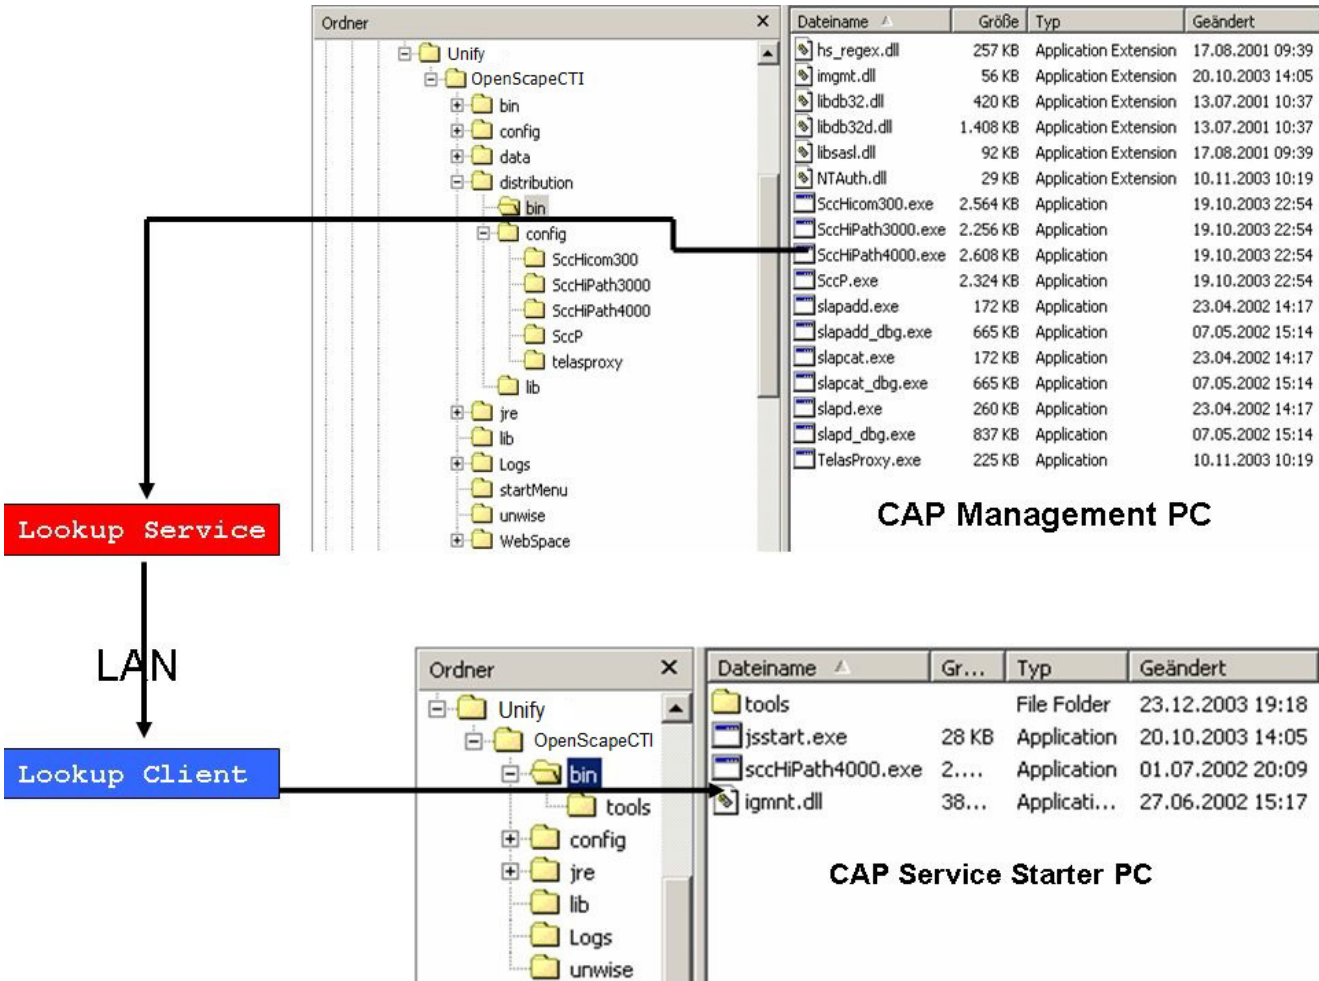 Ordner
Unify
OpenScapeCTI
bin
config
data
distribution
bin
config
SccHicom300
SccHiPath3000
SccHiPath4000
SccP
telasproxy
lib
jre
lib
Logs
startMenu
unwise
WebSpace
Dateiname Größe Typ Geändert
hs_regex.dll 257 KB Application Extension 17.08.2001 09:39
imgmt.dll 56 KB Application Extension 20.10.2003 14:05
libdb32.dll 420 KB Application Extension 13.07.2001 10:37
libdb32d.dll 1.408 KB Application Extension 13.07.2001 10:37
libsasl.dll 92 KB Application Extension 17.08.2001 09:39
NTAuth.dll 29 KB Application Extension 10.11.2003 10:19
SccHicom300.exe 2.564 KB Application 19.10.2003 22:54
SccHiPath3000.exe 2.256 KB Application 19.10.2003 22:54
SccHiPath4000.exe 2.608 KB Application 19.10.2003 22:54
SccP.exe 2.324 KB Application 19.10.2003 22:54
slapadd.exe 172 KB Application 23.04.2002 14:17
slapadd_dbg.exe 665 KB Application 07.05.2002 15:14
slapcat.exe 172 KB Application 23.04.2002 14:17
slapcat_dbg.exe 665 KB Application 07.05.2002 15:14
slapd.exe 260 KB Application 23.04.2002 14:17
slapd_dbg.exe 837 KB Application 07.05.2002 15:14
TelasProxy.exe 225 KB Application 10.11.2003 10:19
CAP Management PC
Lookup Service
LAN
Lookup Client
Ordner
Unify
OpenScapeCTI
bin
tools
config
jre
lib
Logs
unwise
Dateiname Gr... Typ Geändert
tools File Folder 23.12.2003 19:18
jsstart.exe 28 KB Application 20.10.2003 14:05
sccHiPath4000.exe 2.... Application 01.07.2002 20:09
igmnt.dll 38... Applicati... 27.06.2002 15:17
CAP Service Starter PC